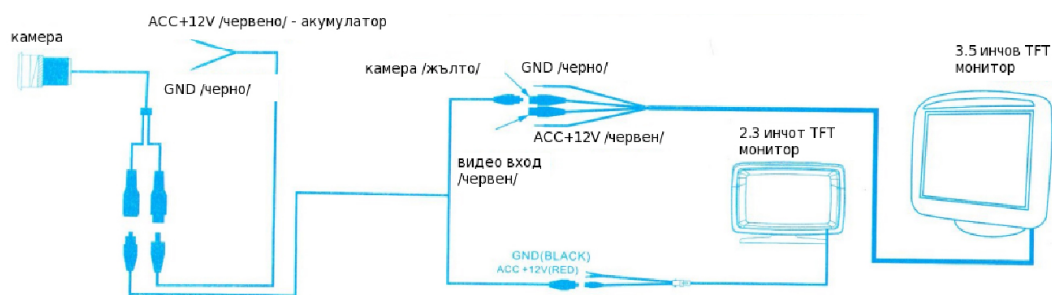 ACC+12V /червено/ - акумулатор
камера
GND /черно/
камера /жълто/
GND /черно/
ACC+12V /червен/
видео вход
/червен/
2.3 инчот TFT
монитор
3.5 инчов TFT
монитор
GND(BLACK)
ACC +12V(RED)